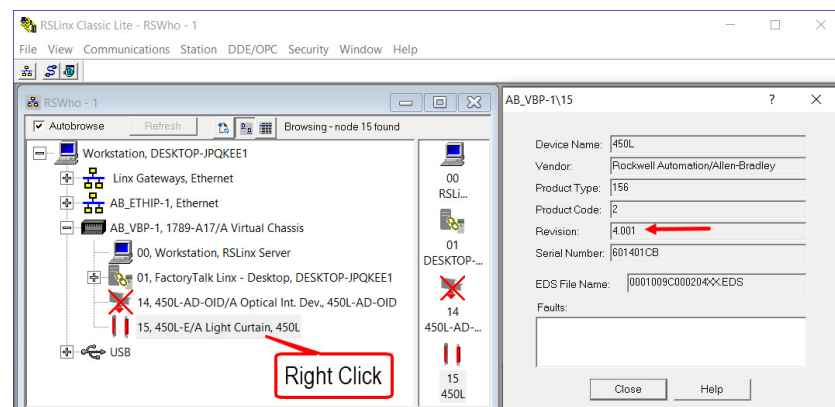 RSLinx Classic Lite - RSWho - 1
File View Communications Station DDE/OPC Security Window Help
RSWho - 1
Autobrowse Refresh Browsing - node 15 found
Workstation, DESKTOP-JPQKEE1
Linx Gateways, Ethernet
AB_ETHIP-1, Ethernet
AB_VBP-1, 1789-A17/A Virtual Chassis
00, Workstation, RSLinx Server
01, FactoryTalk Linx - Desktop, DESKTOP-JPQKEE1
14, 450L-AD-OID/A Optical Int. Dev., 450L-AD-OID
15, 450L-E/A Light Curtain, 450L
USB
Right Click
00
RSLi...
01
DESKTOP-...
14
450L-AD-...
15
450L
AB_VBP-1\15 ?
Device Name: 450L
Vendor: Rockwell Automation/Allen-Bradley
Product Type: 156
Product Code: 2
Revision: 4.001
Serial Number: 601401CB
EDS File Name: 0001009C000204XX.EDS
Faults:
Close Help